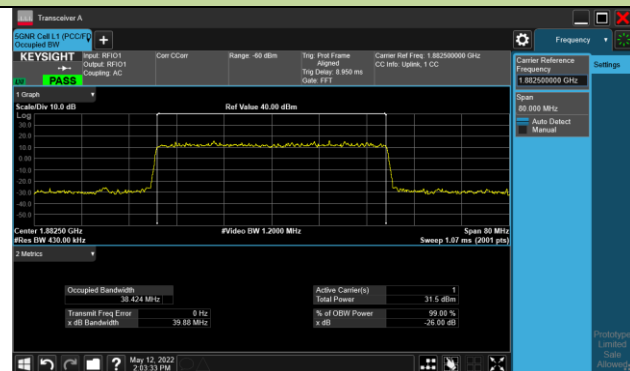 Transceiver A
5GNR Cell L1 (PCC/F
Occupied BW
Frequency
KEYSIGHT
Input: RFIO1
Output: RFIO1
Coupling: AC
Corr CCorr
Range: -60 dBm
Trig: Prot Frame
Aligned
Trig Delay: 8.950 ms
Gate: FFT
Carrier Ref Freq: 1.882500000 GHz
CC Info: Uplink, 1 CC
PASS
Carrier Reference
Frequency
1.882500000 GHz
Settings
Span
80.000 MHz
Auto Detect
Manual
1 Graph
Scale/Div 10.0 dB
Ref Value 40.00 dBm
Log
30.0
20.0
10.0
0.00
-10.0
-20.0
-30.0
-40.0
-50.0
Center 1.88250 GHz
#Video BW 1.2000 MHz
Span 80 MHz
#Res BW 430.00 kHz
Sweep 1.07 ms (2001 pts)
2 Metrics
Occupied Bandwidth
38.424 MHz
Active Carrier(s) 1
Total Power 31.5 dBm
Transmit Freq Error 0 Hz
x dB Bandwidth 39.88 MHz
% of OBW Power 99.00 %
x dB -26.00 dB
Prototype
Limited
Sale
Allowed
May 12, 2022
2:03:33 PM